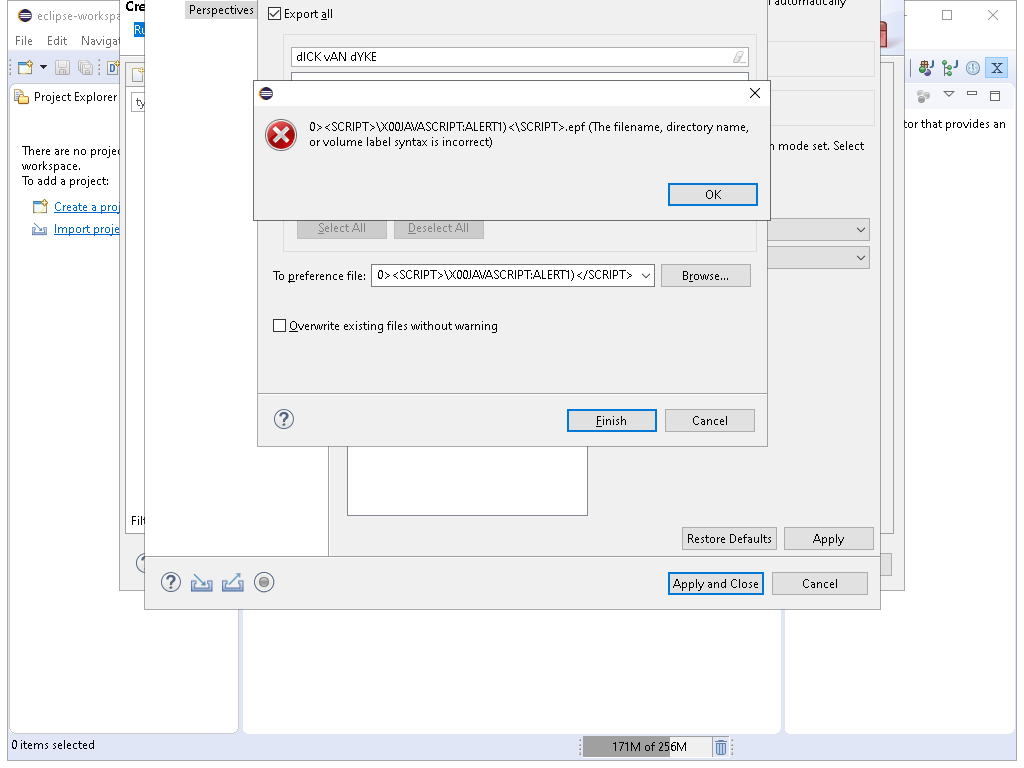 eclipse-workspa
Cre
Ru
Perspectives
Export all
automatically
File Edit Navigat
dICK vAN dYKE
Project Explorer
ty
0><SCRIPT>\X00JAVASCRIPT:ALERT1)<\SCRIPT>.epf (The filename, directory name,
or volume label syntax is incorrect)
OK
tor that provides an
n mode set. Select
There are no projec
workspace.
To add a project:
Create a proj
Import proje
Select All
Deselect All
To preference file:
0><SCRIPT>\X00JAVASCRIPT:ALERT1)</SCRIPT>
Browse...
Overwrite existing files without warning
Finish
Cancel
Filt
Restore Defaults
Apply
Apply and Close
Cancel
0 items selected
171M of 256M